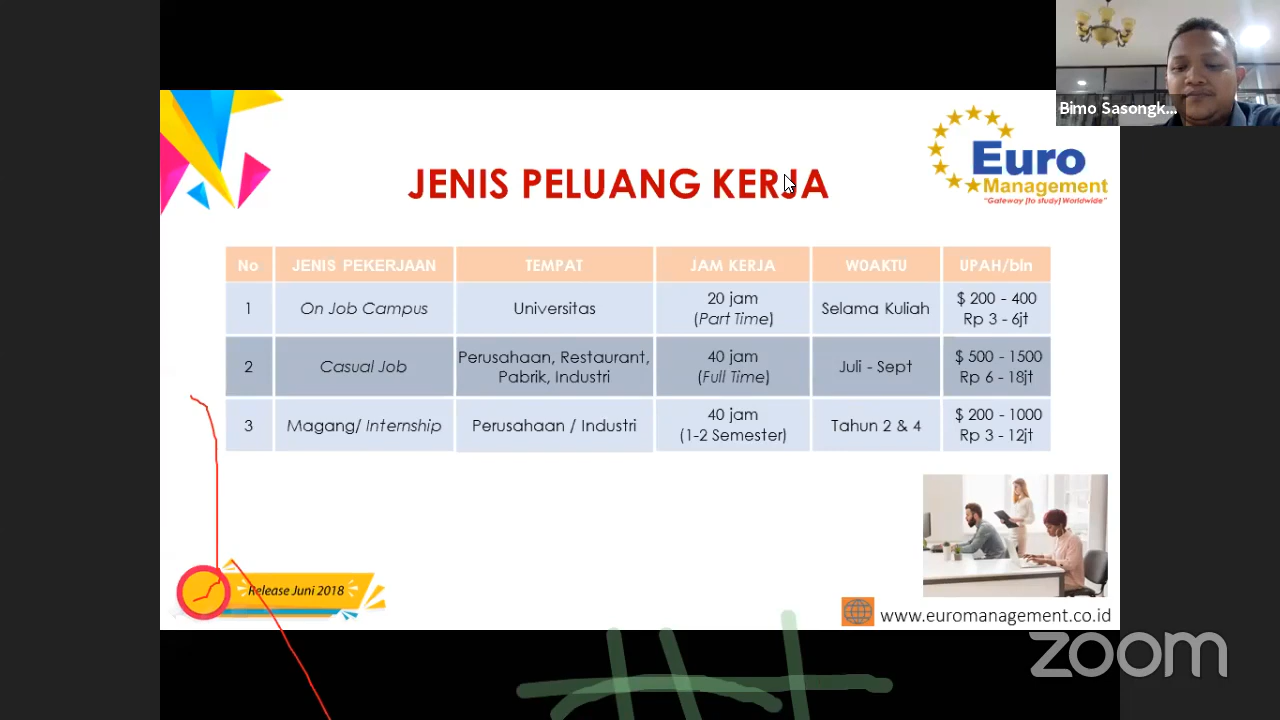 Bimo Sasongk...
Euro
Management
"Gateway [to study] Worldwide"
JENIS PELUANG KERJA
No JENIS PEKERJAAN TEMPAT JAM KERJA W0AKTU UPAH/bln
1 On Job Campus Universitas 20 jam (Part Time) Selama Kuliah $ 200 - 400 Rp 3 - 6jt
2 Casual Job Perusahaan, Restaurant, Pabrik, Industri 40 jam (Full Time) Juli - Sept $ 500 - 1500 Rp 6 - 18jt
3 Magang/ Internship Perusahaan / Industri 40 jam (1-2 Semester) Tahun 2 & 4 $ 200 - 1000 Rp 3 - 12jt
Release Juni 2018
www.euromanagement.co.id
zoom